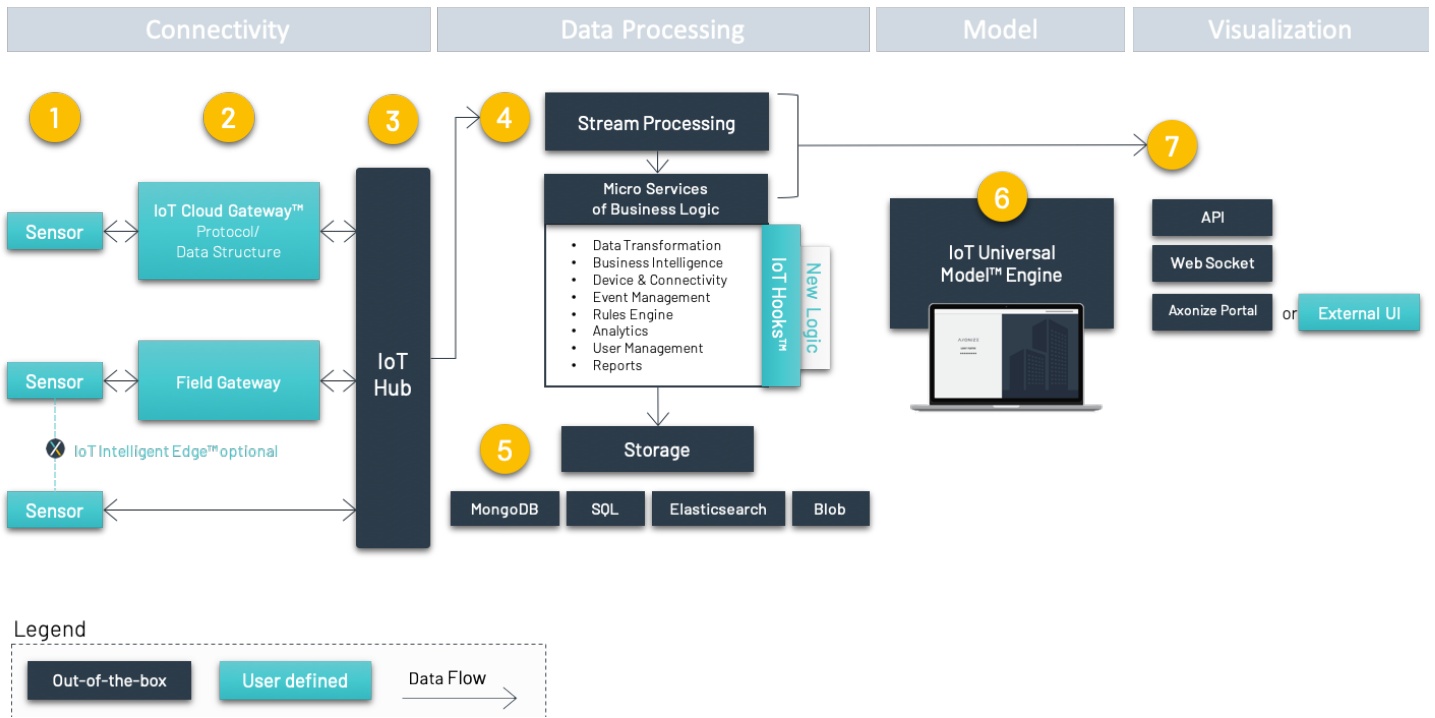 Connectivity
Data Processing
Model
Visualization
1
2
3
4
Stream Processing
7
Micro Services
of Business Logic
6
IoT Cloud Gateway™
Protocol/
Data Structure
Sensor
API
IoT Universal
Model™ Engine
Web Socket
• Data Transformation
• Business Intelligence
• Device & Connectivity
• Event Management
• Rules Engine
• Analytics
• User Management
• Reports
IoT Hooks™
New Logic
Axonize Portal
or
External UI
IoT
Hub
Sensor
Field Gateway
IoT Intelligent Edge™ optional
5
Storage
Sensor
MongoDB
SQL
Elasticsearch
Blob
Legend
Out-of-the-box
User defined
Data Flow